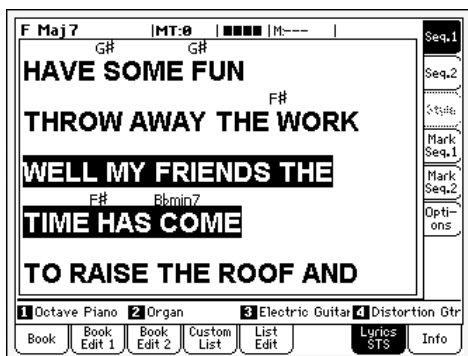 F Maj7 |MT:0 | |M:--- |
G# G#
HAVE SOME FUN
F#
THROW AWAY THE WORK
WELL MY FRIENDS THE
F# Bbmin7
TIME HAS COME
TO RAISE THE ROOF AND
1 Octave Piano 2 Organ 3 Electric Guitar 4 Distortion Gtr
Seq.1
Seq.2
Style
Mark
Seq.1
Mark
Seq.2
Opti-
ons
Book
Book
Edit 1
Book
Edit 2
Custom
List
List
Edit
Lyrics
STS
Info